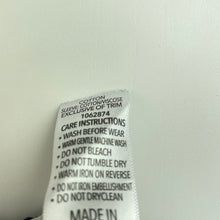 COTTON
SLEEVE: COTTON/VISCOSE
EXCLUSIVE OF TRIM
1062874
CARE INSTRUCTIONS
• WASH BEFORE WEAR
• WARM GENTLE MACHINE WASH
• DO NOT BLEACH
• DO NOT TUMBLE DRY
• WARM IRON ON REVERSE
• DO NOT IRON EMBELLISHMENT
• DO NOT DRYCLEAN
MADE IN